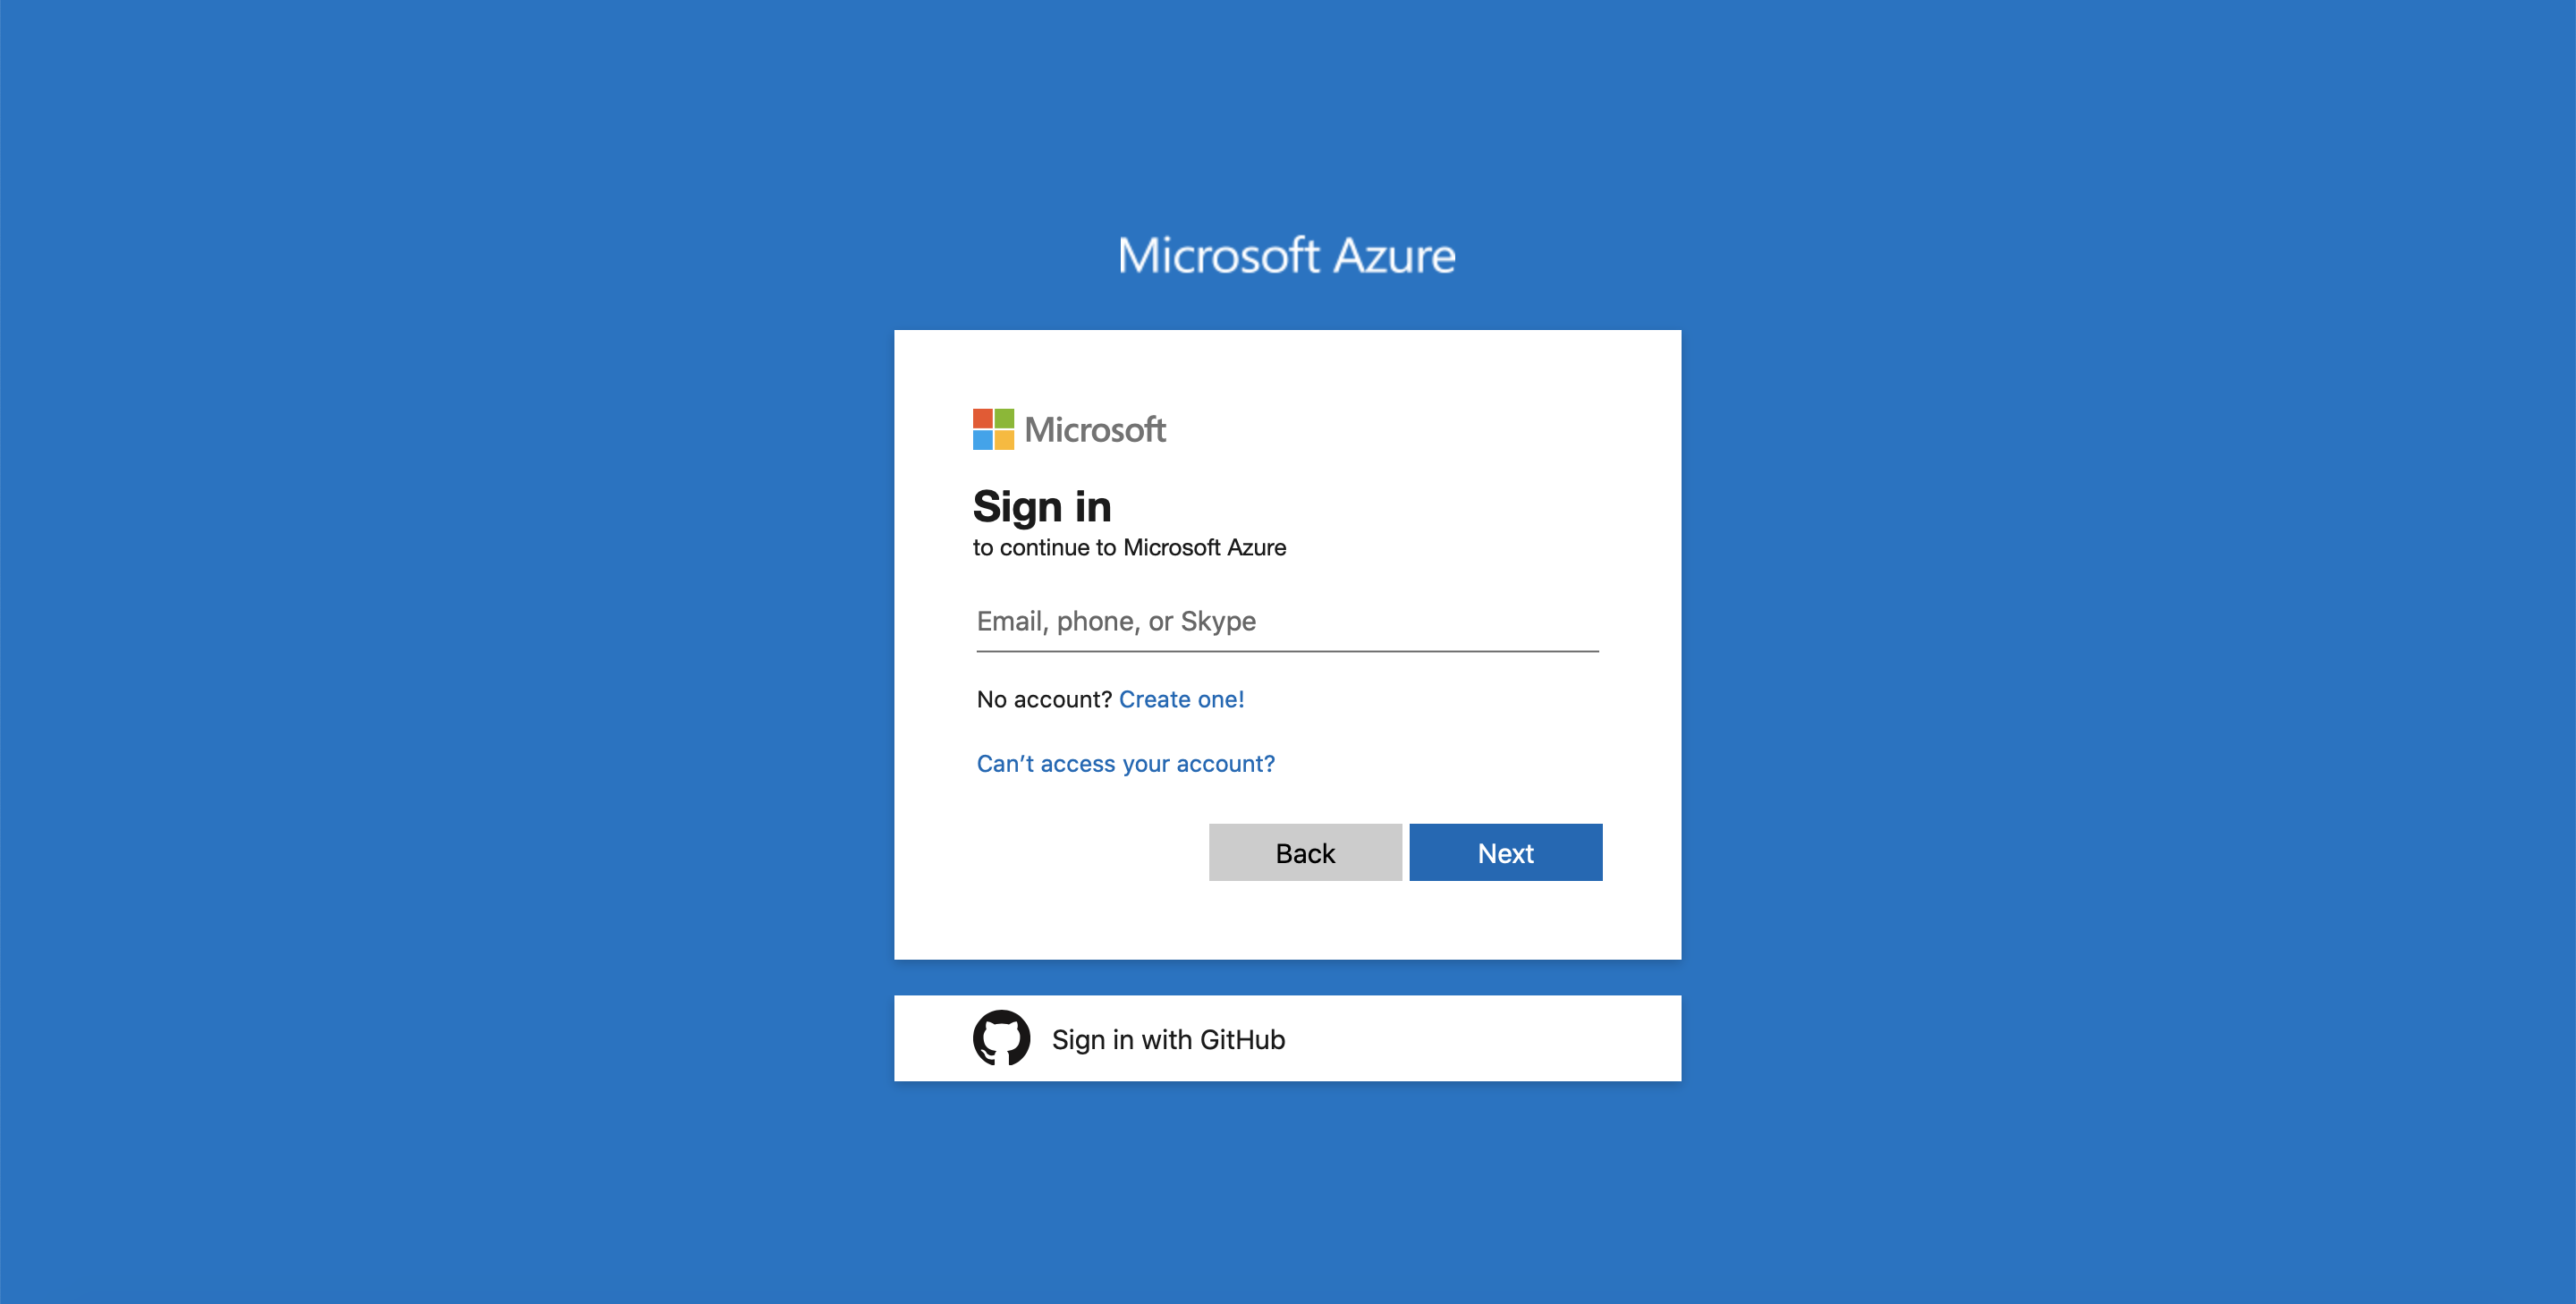 Microsoft Azure
Microsoft
Sign in
to continue to Microsoft Azure
Email, phone, or Skype
No account? Create one!
Can’t access your account?
Back
Next
Sign in with GitHub